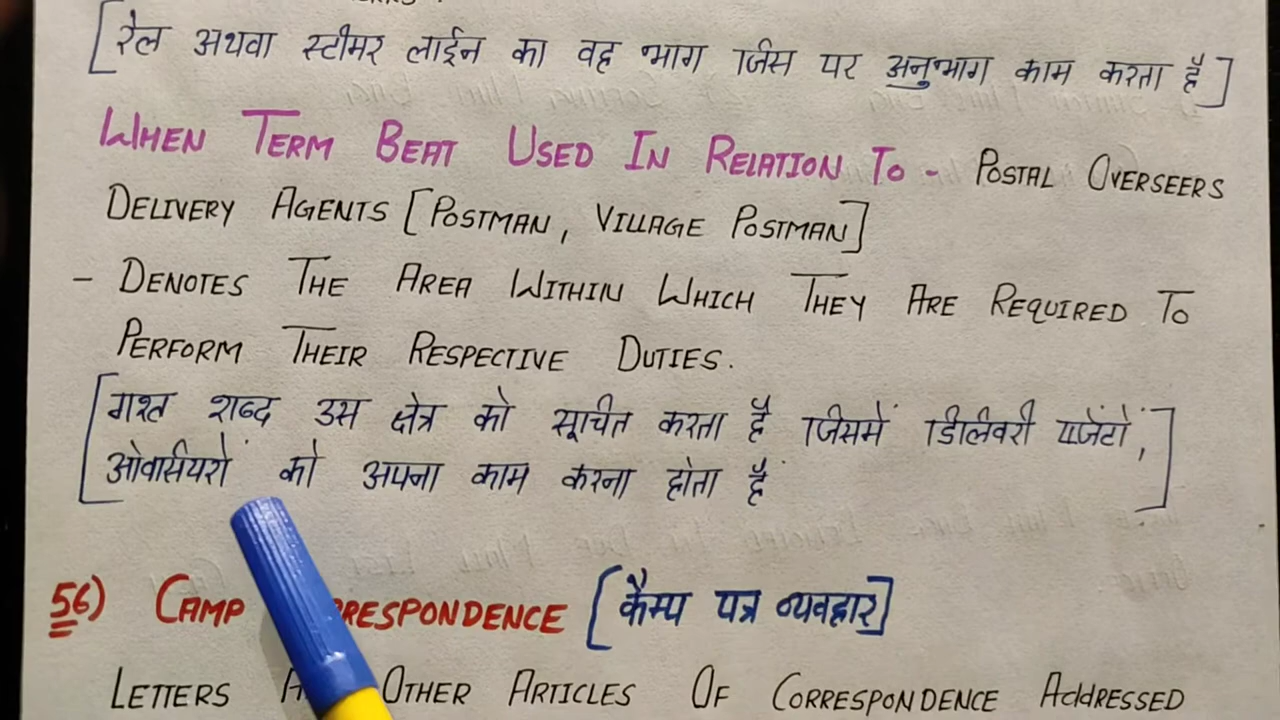 [रेल अथवा स्टीमर लाईन का वह भाग जिस पर अनुभाग काम करता है]
WHEN TERM BEAT USED IN RELATION TO - POSTAL OVERSEERS
DELIVERY AGENTS [POSTMAN, VILLAGE POSTMAN]
- DENOTES THE AREA WITHIN WHICH THEY ARE REQUIRED TO
PERFORM THEIR RESPECTIVE DUTIES.
[गश्त शब्द उस क्षेत्र को सूचित करता है जिसमें डिलिवरी एजेंटों,
ओवरसियरों को अपना काम करना होता है]
56) CAMP CORRESPONDENCE [कैम्प पत्र व्यवहार]
LETTERS OTHER ARTICLES OF CORRESPONDENCE ADDRESSED